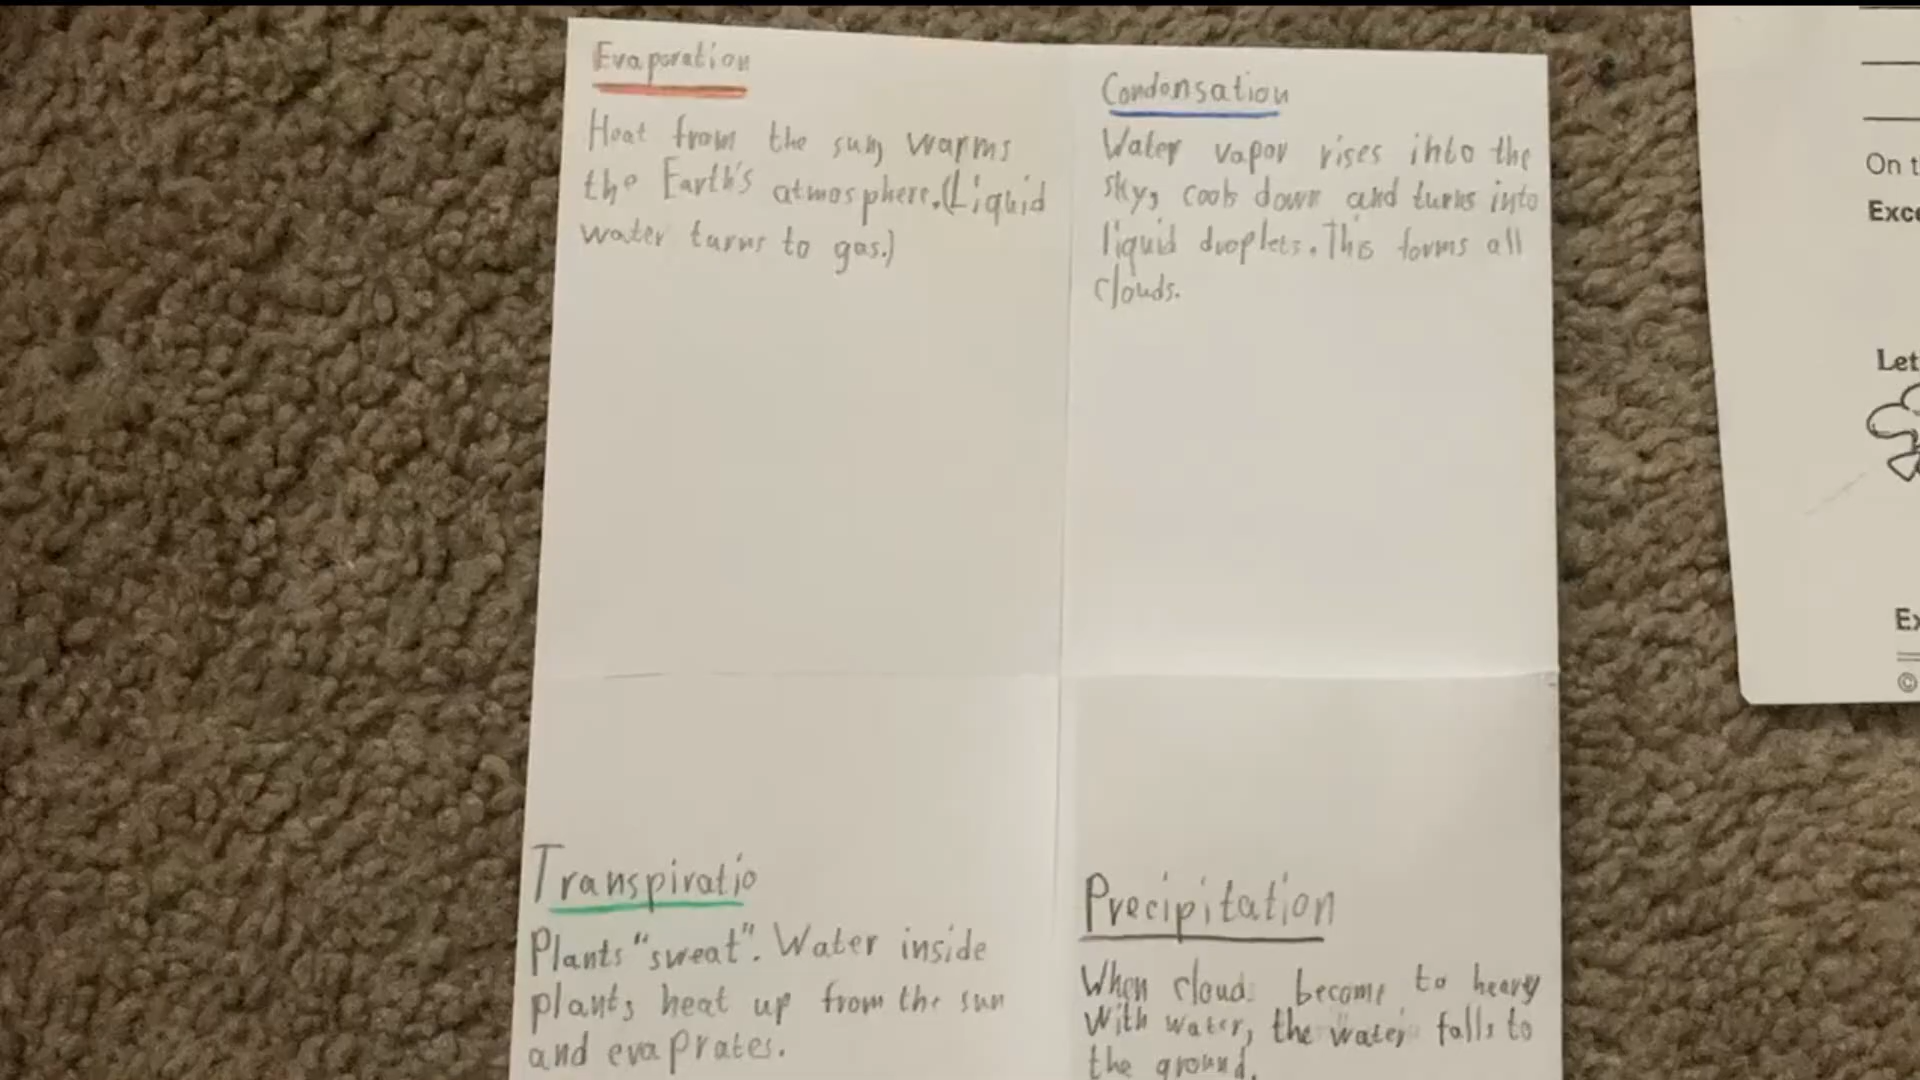 Evaporation
Heat from the sun warms
the Earth's atmosphere.(Liquid
water turns to gas.)
Condensation
Water vapor rises into the
sky, cools down and turns into
liquid droplets. This forms all
clouds.
Transpiratio
Plants "sweat". Water inside
plants heat up from the sun
and evaprates.
Precipitation
When cloud become to heavy
With water, the water falls to
the ground.
On t
Exce
Let
Ex
©